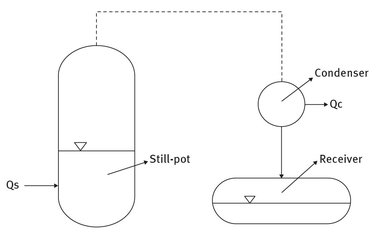 Condenser
Qc
Still-pot
Receiver
Qs